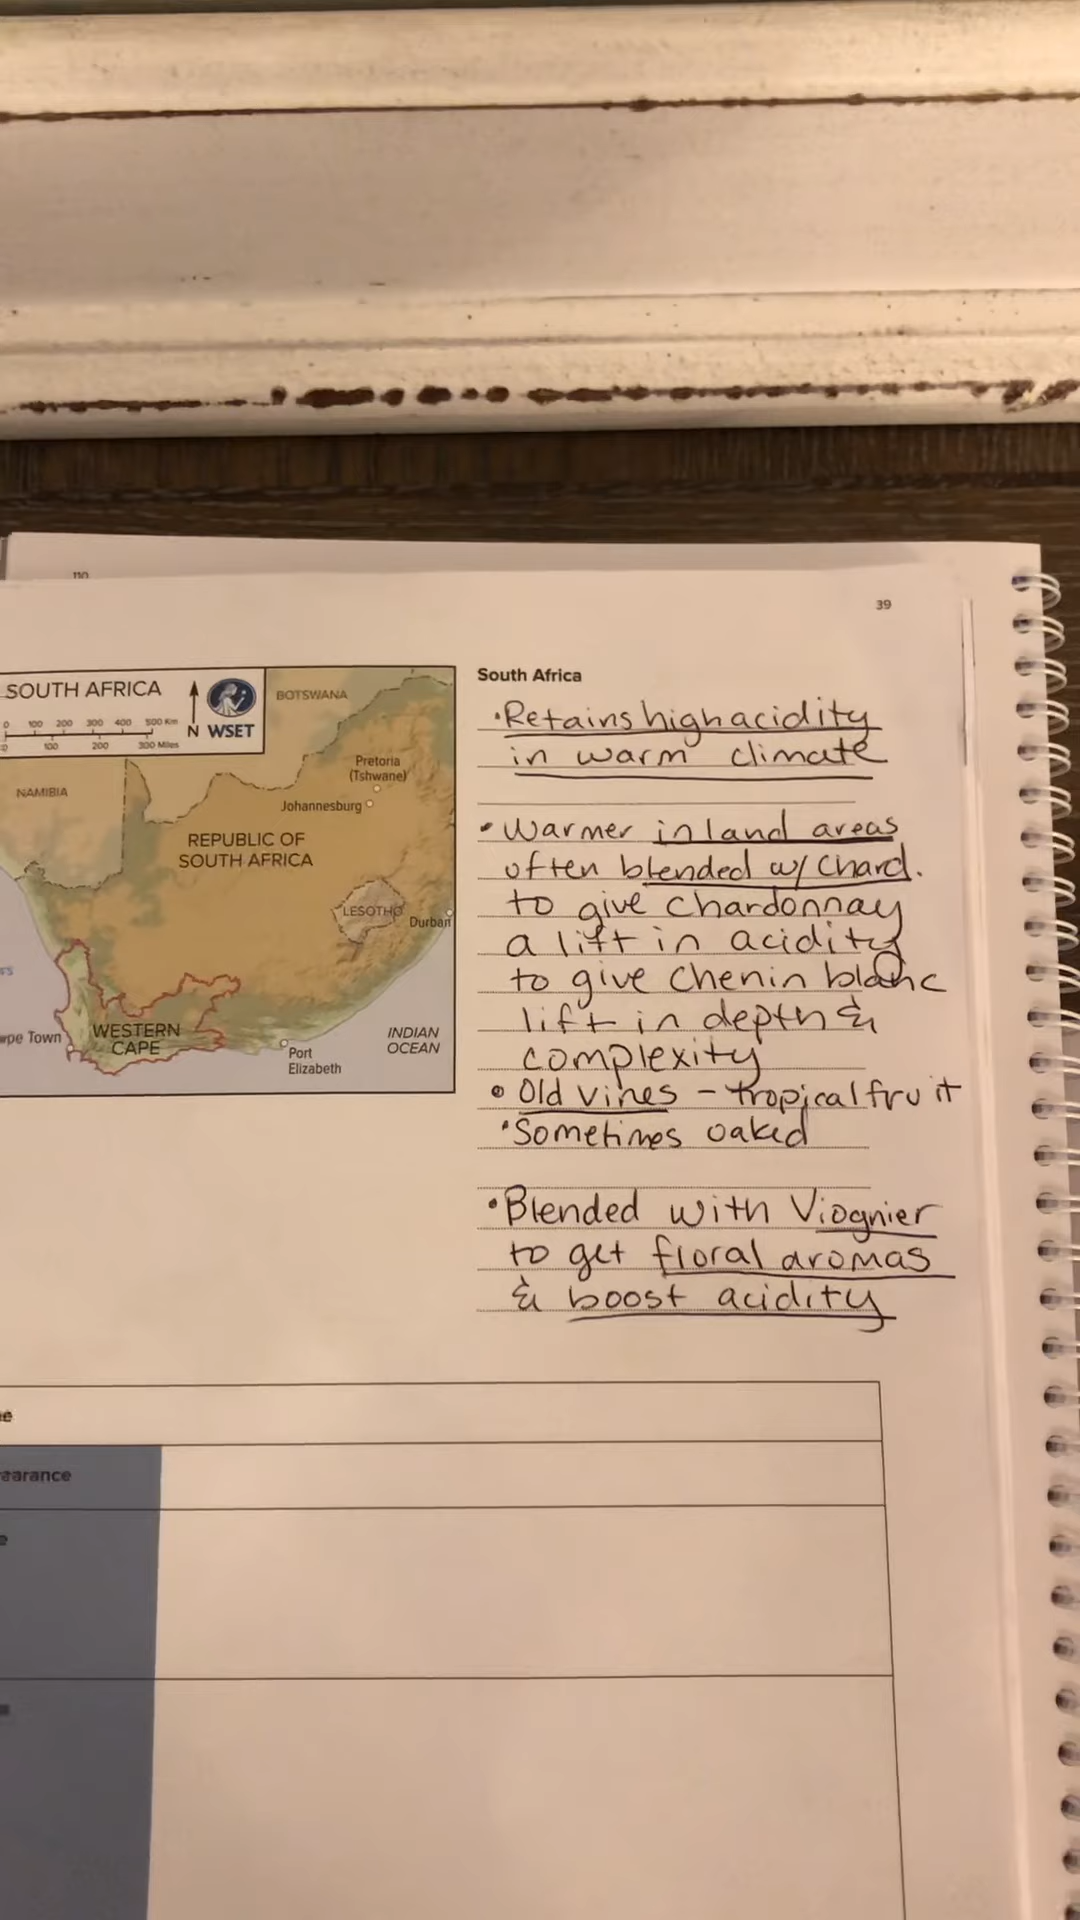 110
39
SOUTH AFRICA
N
WSET
0 100 200 300 400 500 Km
0 100 200 300 Miles
BOTSWANA
NAMIBIA
Pretoria
(Tshwane)
Johannesburg
REPUBLIC OF
SOUTH AFRICA
LESOTHO
Durban
WESTERN
CAPE
Town
Port
Elizabeth
INDIAN
OCEAN
South Africa
• Retains high acidity
in warm climate
• Warmer inland areas
often blended w/ Chard.
to give chardonnay
a lift in acidity
to give chenin blanc
lift in depth &
complexity
• Old vines – tropical fruit
• Sometimes oaked
• Blended with Viognier
to get floral aromas
& boost acidity
earance